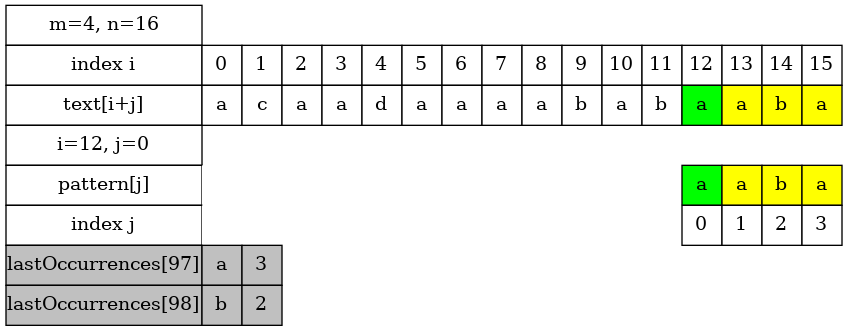 m=4, n=16
index i 0 1 2 3 4 5 6 7 8 9 10 11 12 13 14 15
text[i+j] a c a a d a a a a b a b a a b a
i=12, j=0
pattern[j] a a b a
index j 0 1 2 3
lastOccurrences[97] a 3
lastOccurrences[98] b 2